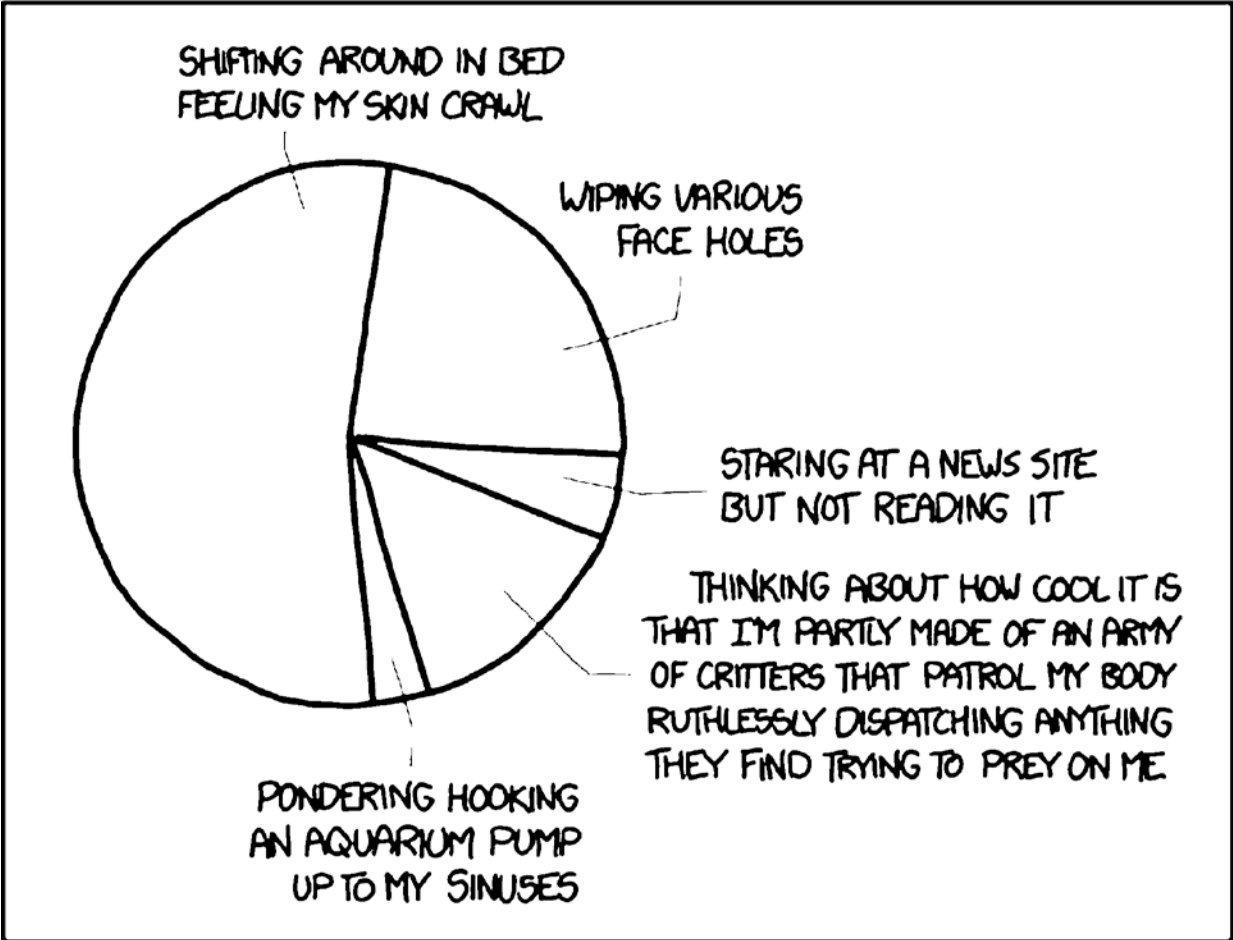 SHIFTING AROUND IN BED
FEELING MY SKIN CRAWL
WIPING VARIOUS
FACE HOLES
STARING AT A NEWS SITE
BUT NOT READING IT
THINKING ABOUT HOW COOL IT IS
THAT I'M PARTLY MADE OF AN ARMY
OF CRITTERS THAT PATROL MY BODY
RUTHLESSLY DISPATCHING ANYTHING
THEY FIND TRYING TO PREY ON ME
PONDERING HOOKING
AN AQUARIUM PUMP
UP TO MY SINUSES